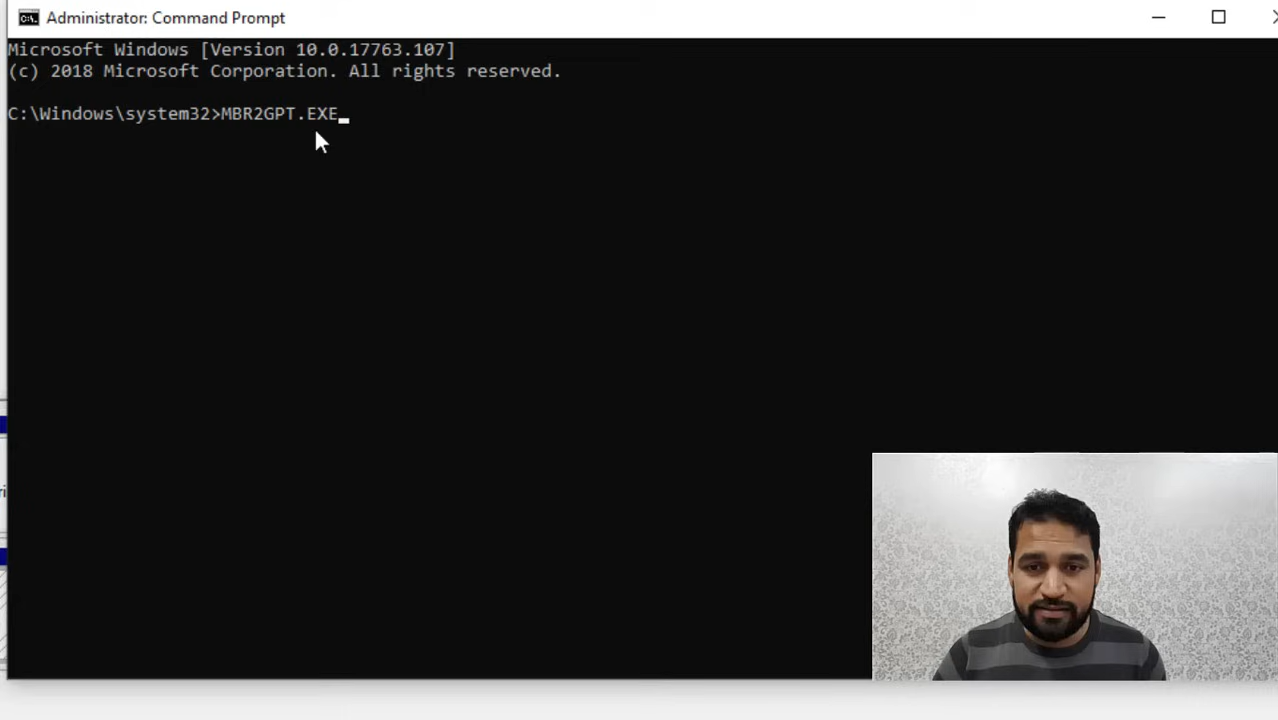 Administrator: Command Prompt
Microsoft Windows [Version 10.0.17763.107]
(c) 2018 Microsoft Corporation. All rights reserved.
C:\Windows\system32>MBR2GPT.EXE
ri